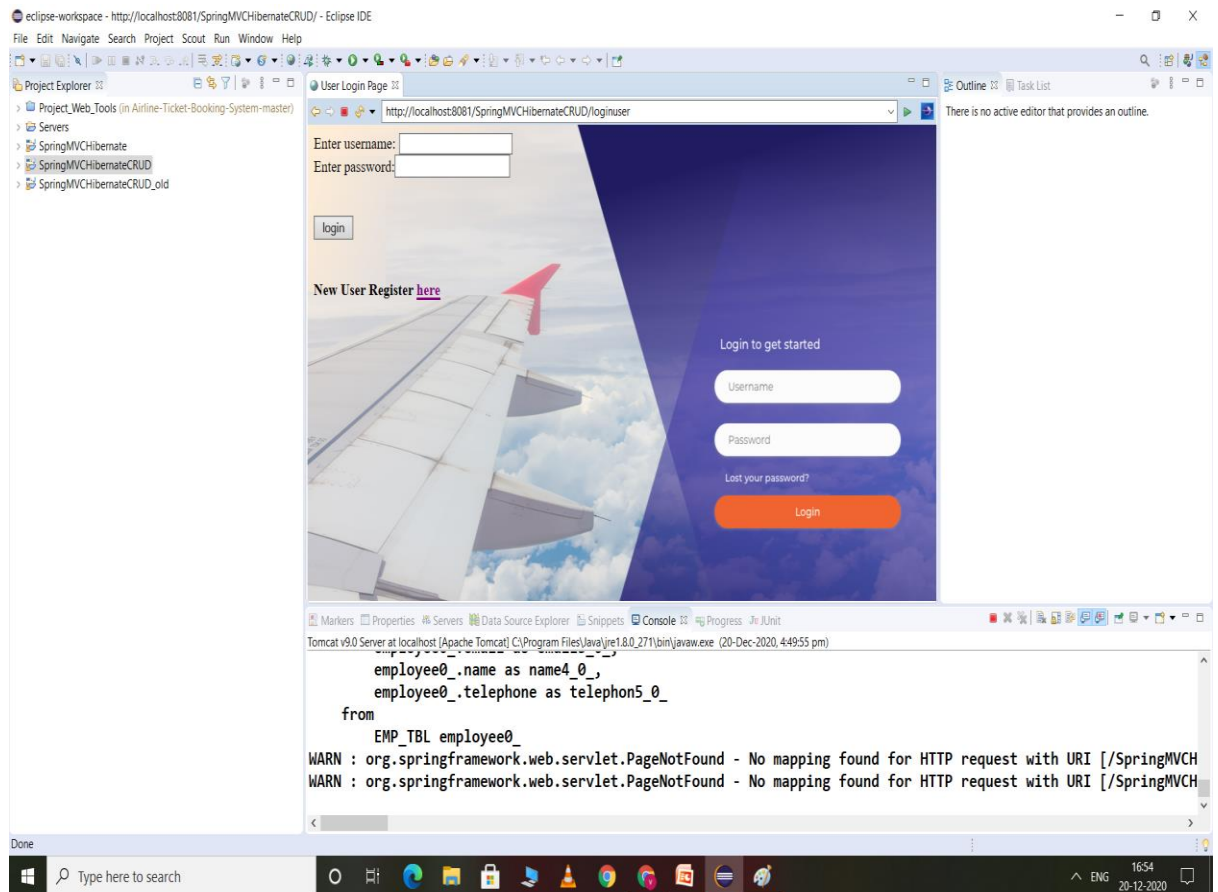 eclipse-workspace - http://localhost:8081/SpringMVCHibernateCRUD/ - Eclipse IDE
File Edit Navigate Search Project Scout Run Window Help
Project Explorer
Project_Web_Tools (in Airline-Ticket-Booking-System-master)
Servers
SpringMVCHibernate
SpringMVCHibernateCRUD
SpringMVCHibernateCRUD_old
User Login Page
http://localhost:8081/SpringMVCHibernateCRUD/loginuser
Enter username:
Enter password:
login
New User Register here
Login to get started
Username
Password
Lost your password?
Login
Outline Task List
There is no active editor that provides an outline.
Markers Properties Servers Data Source Explorer Snippets Console Progress JUnit
Tomcat v9.0 Server at localhost [Apache Tomcat] C:\Program Files\Java\jre1.8.0_271\bin\javaw.exe (20-Dec-2020, 4:49:55 pm)
employee0_.name as name4_0_,
employee0_.telephone as telephon5_0_
from
EMP_TBL employee0_
WARN : org.springframework.web.servlet.PageNotFound - No mapping found for HTTP request with URI [/SpringMVCH
WARN : org.springframework.web.servlet.PageNotFound - No mapping found for HTTP request with URI [/SpringMVCH
Done
Type here to search
ENG
16:54
20-12-2020